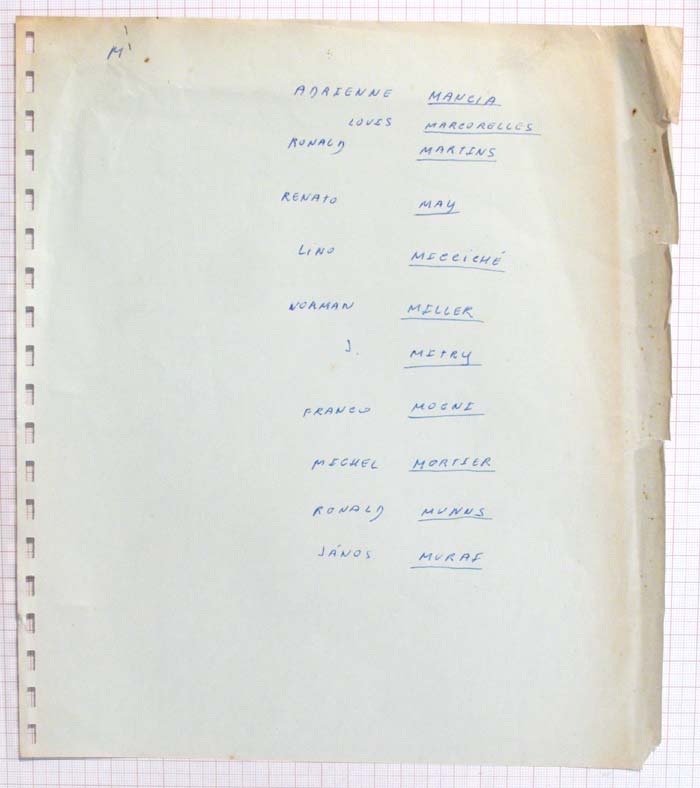 M'
ADRIENNE MANCIA
LOUIS MARCORELLES
RONALD MARTINS
RENATO MAY
LINO MICCICHÉ
NORMAN MILLER
J. MITRY
FRANCO MOGNI
MICHEL MORTIER
RONALD MUNNS
JÁNOS MURAI